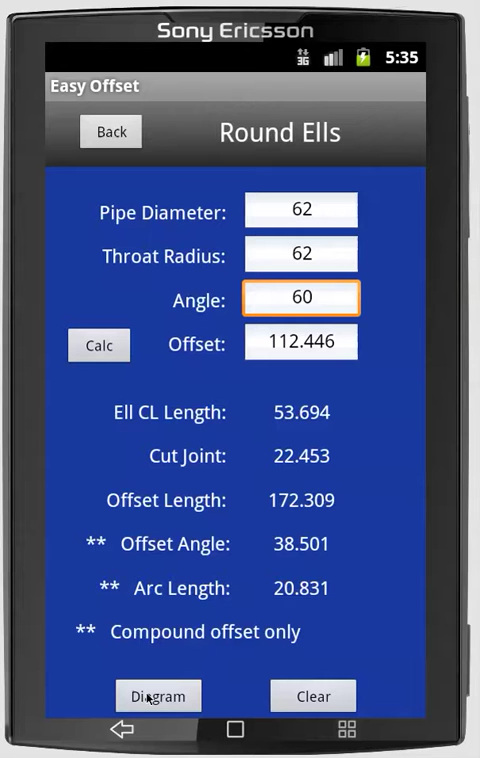 Sony Ericsson
3G 5:35
Easy Offset
Back Round Ells
Pipe Diameter: 62
Throat Radius: 62
Angle: 60
Calc Offset: 112.446
Ell CL Length: 53.694
Cut Joint: 22.453
Offset Length: 172.309
** Offset Angle: 38.501
** Arc Length: 20.831
** Compound offset only
Diagram Clear